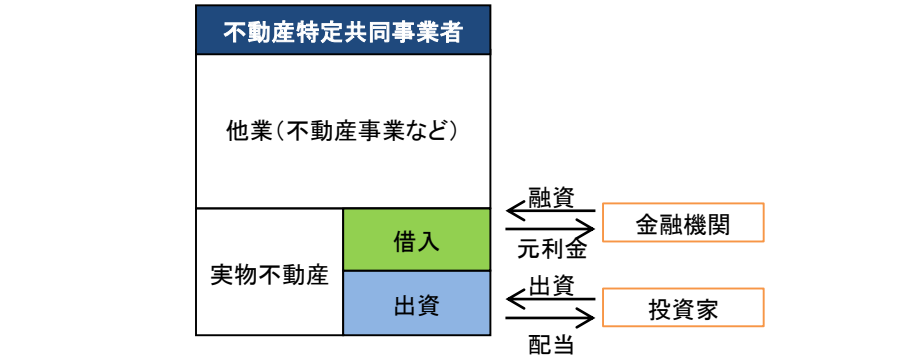 不動産特定共同事業者
他業（不動産事業など）
実物不動産
借入
出資
融資
元利金
金融機関
出資
配当
投資家